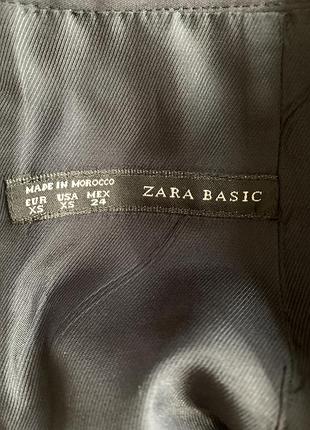 MADE IN MOROCCO
EUR USA MEX
XS XS 24
ZARA BASIC